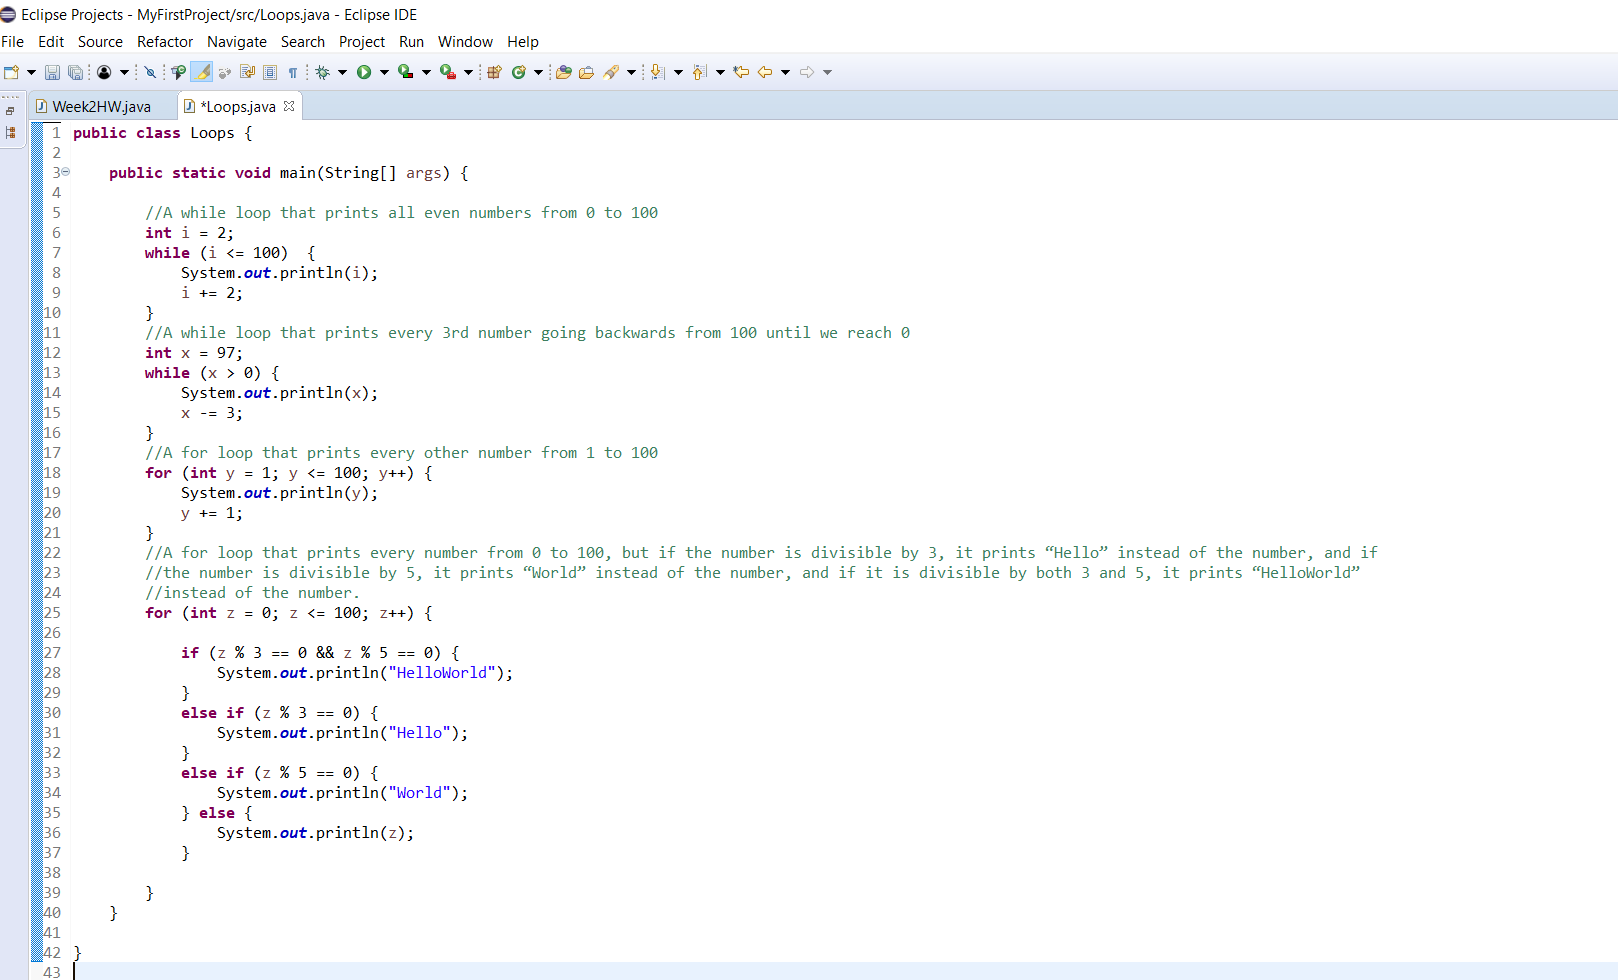 Eclipse Projects - MyFirstProject/src/Loops.java - Eclipse IDE
File Edit Source Refactor Navigate Search Project Run Window Help
Week2HW.java *Loops.java
1 public class Loops {
2
3 public static void main(String[] args) {
4
5 //A while loop that prints all even numbers from 0 to 100
6 int i = 2;
7 while (i <= 100)  {
8 System.out.println(i);
9 i += 2;
10 }
11 //A while loop that prints every 3rd number going backwards from 100 until we reach 0
12 int x = 97;
13 while (x > 0) {
14 System.out.println(x);
15 x -= 3;
16 }
17 //A for loop that prints every other number from 1 to 100
18 for (int y = 1; y <= 100; y++) {
19 System.out.println(y);
20 y += 1;
21 }
22 //A for loop that prints every number from 0 to 100, but if the number is divisible by 3, it prints “Hello” instead of the number, and if
23 //the number is divisible by 5, it prints “World” instead of the number, and if it is divisible by both 3 and 5, it prints “HelloWorld”
24 //instead of the number.
25 for (int z = 0; z <= 100; z++) {
26
27 if (z % 3 == 0 && z % 5 == 0) {
28 System.out.println("HelloWorld");
29 }
30 else if (z % 3 == 0) {
31 System.out.println("Hello");
32 }
33 else if (z % 5 == 0) {
34 System.out.println("World");
35 } else {
36 System.out.println(z);
37 }
38
39 }
40 }
41
42 }
43